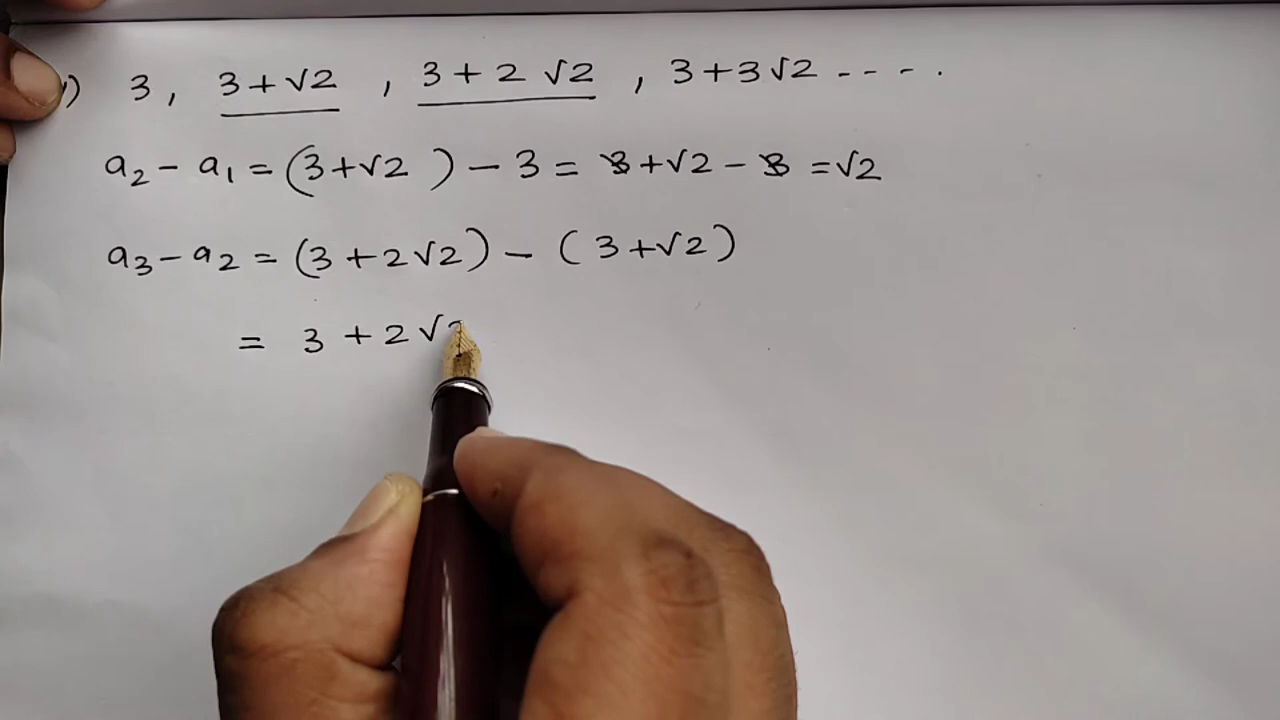 ) 3 , 3 + √2 , 3 + 2 √2 , 3 + 3 √2 - - - .
a2 - a1 = (3 + √2 ) - 3 = 3 + √2 - 3 = √2
a3 - a2 = (3 + 2 √2) - ( 3 + √2 )
= 3 + 2 √